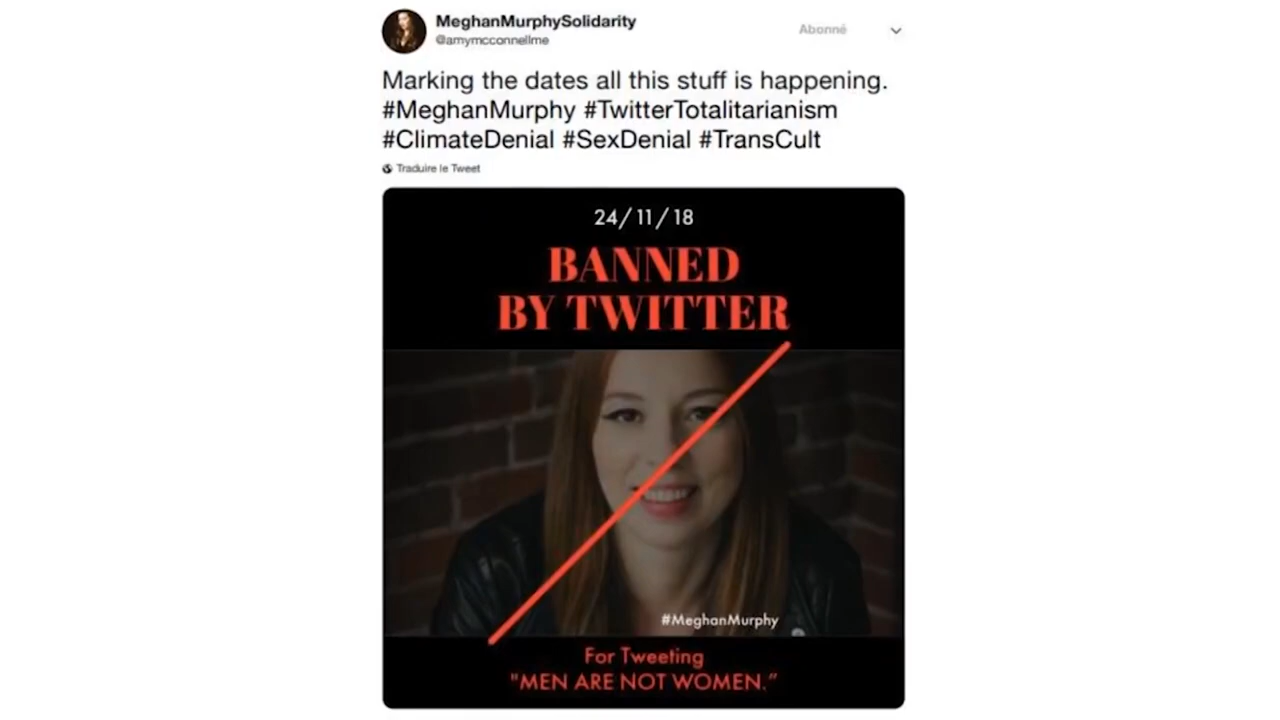 MeghanMurphySolidarity
@amymcconnellme
Abonné
Marking the dates all this stuff is happening.
#MeghanMurphy #TwitterTotalitarianism
#ClimateDenial #SexDenial #TransCult
Traduire le Tweet
24/11/18
BANNED
BY TWITTER
#MeghanMurphy
For Tweeting
"MEN ARE NOT WOMEN.”